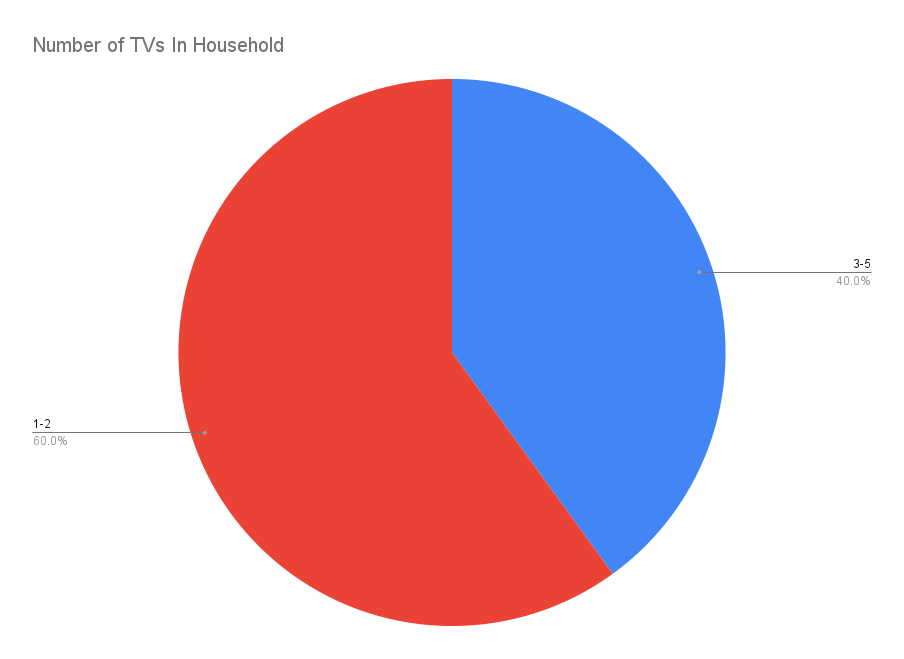 Number of TVs In Household
3-5
40.0%
1-2
60.0%